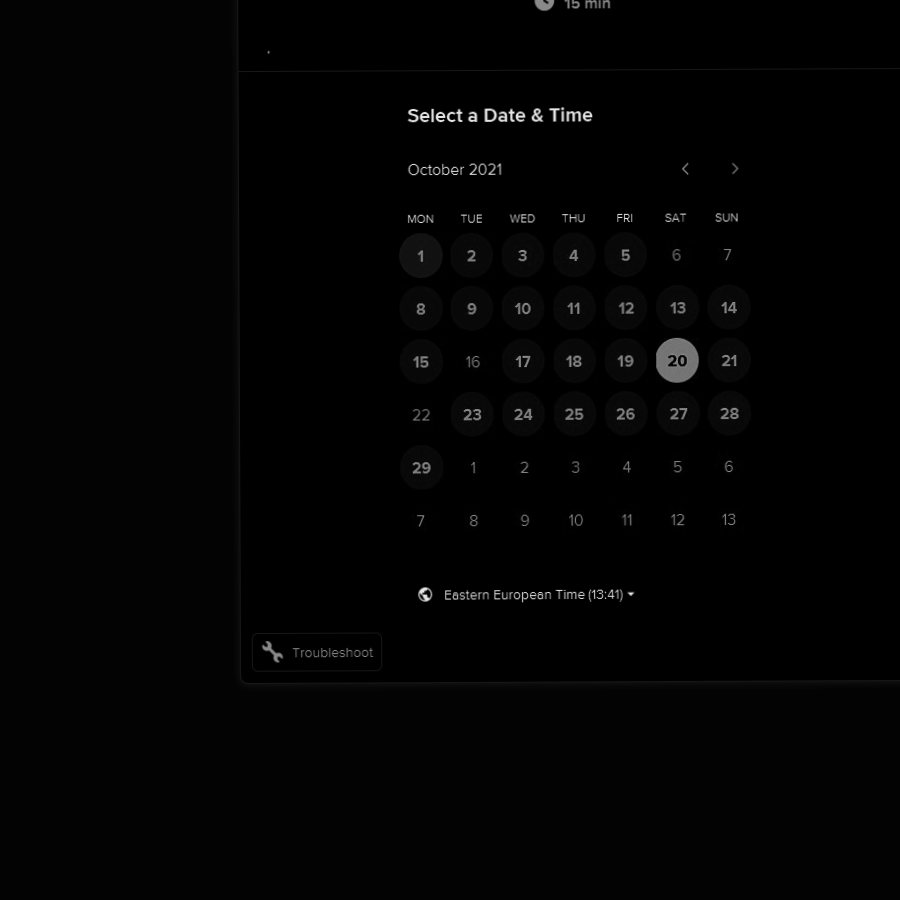 15 min
Select a Date & Time
October 2021
MON TUE WED THU FRI SAT SUN
1 2 3 4 5 6 7
8 9 10 11 12 13 14
15 16 17 18 19 20 21
22 23 24 25 26 27 28
29 1 2 3 4 5 6
7 8 9 10 11 12 13
Eastern European Time (13:41)
Troubleshoot